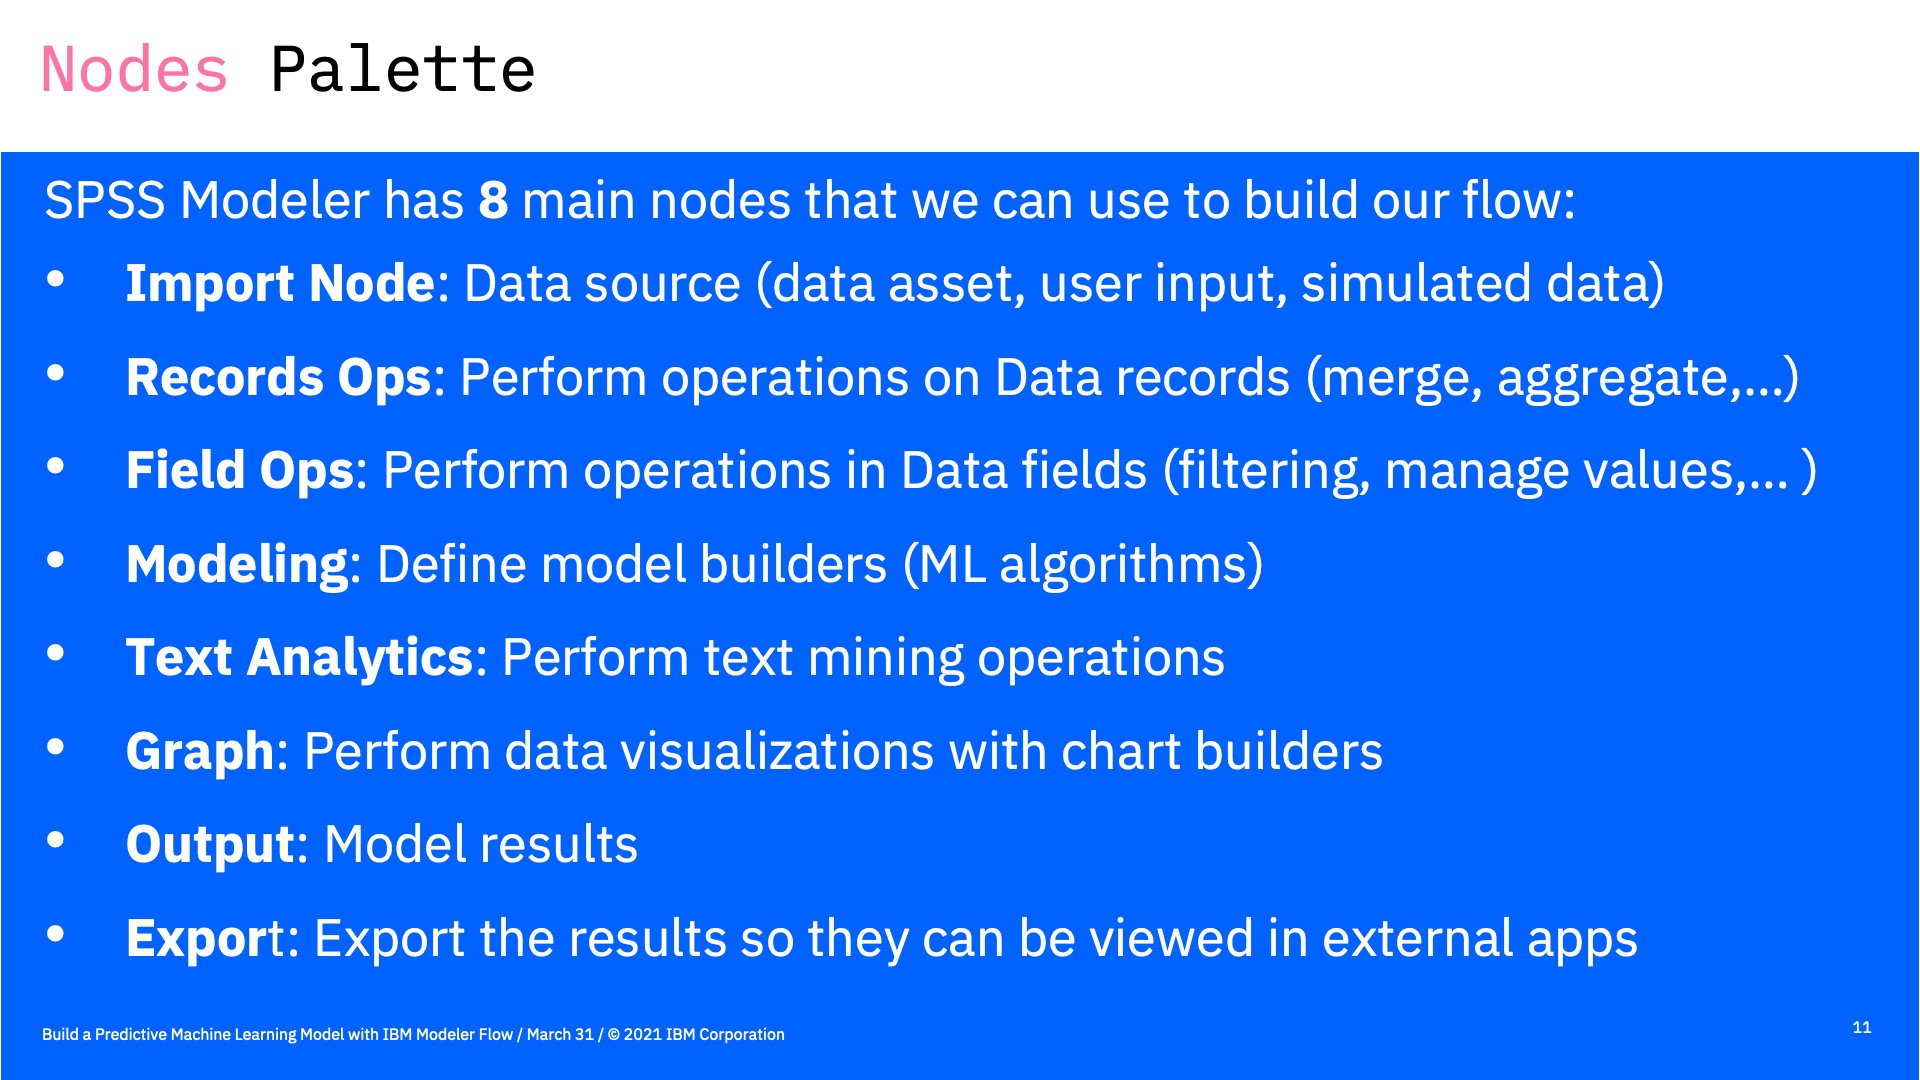 Nodes Palette
SPSS Modeler has 8 main nodes that we can use to build our flow:
• Import Node: Data source (data asset, user input, simulated data)
• Records Ops: Perform operations on Data records (merge, aggregate,...)
• Field Ops: Perform operations in Data fields (filtering, manage values,... )
• Modeling: Define model builders (ML algorithms)
• Text Analytics: Perform text mining operations
• Graph: Perform data visualizations with chart builders
• Output: Model results
• Export: Export the results so they can be viewed in external apps
Build a Predictive Machine Learning Model with IBM Modeler Flow / March 31 / © 2021 IBM Corporation
11